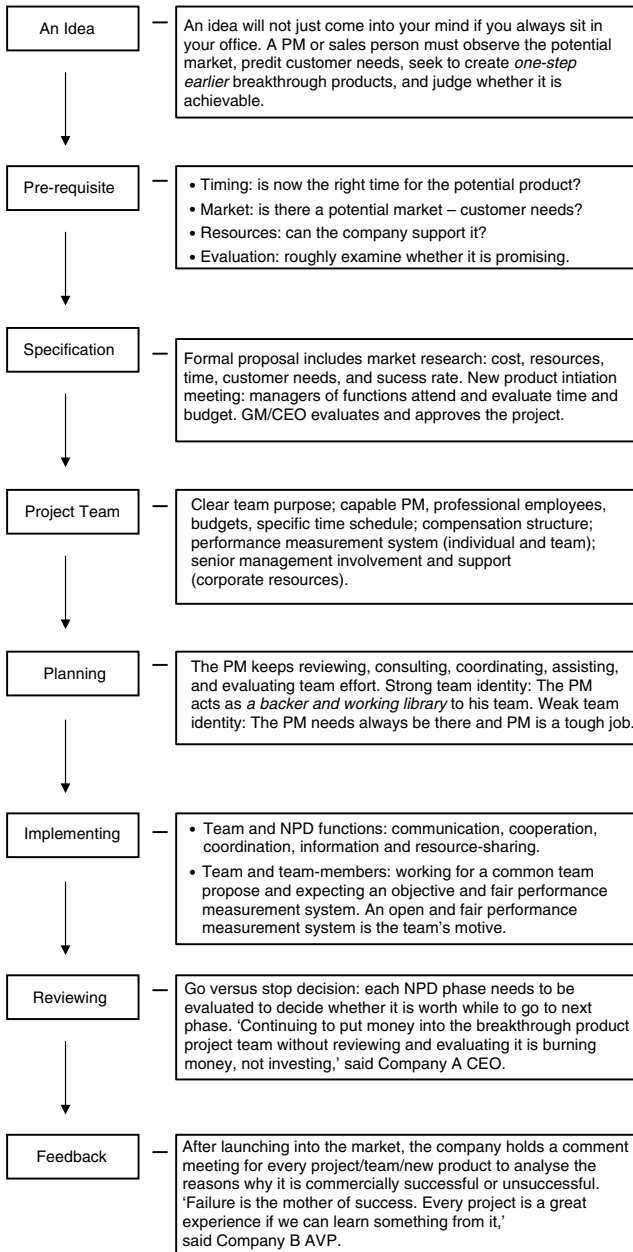 An Idea
An idea will not just come into your mind if you always sit in
your office. A PM or sales person must observe the potential
market, predit customer needs, seek to create one-step
earlier breakthrough products, and judge whether it is
achievable.
Pre-requisite
• Timing: is now the right time for the potential product?
• Market: is there a potential market – customer needs?
• Resources: can the company support it?
• Evaluation: roughly examine whether it is promising.
Specification
Formal proposal includes market research: cost, resources,
time, customer needs, and sucess rate. New product intiation
meeting: managers of functions attend and evaluate time and
budget. GM/CEO evaluates and approves the project.
Project Team
Clear team purpose; capable PM, professional employees,
budgets, specific time schedule; compensation structure;
performance measurement system (individual and team);
senior management involvement and support
(corporate resources).
Planning
The PM keeps reviewing, consulting, coordinating, assisting,
and evaluating team effort. Strong team identity: The PM
acts as a backer and working library to his team. Weak team
identity: The PM needs always be there and PM is a tough job.
Implementing
• Team and NPD functions: communication, cooperation,
coordination, information and resource-sharing.
• Team and team-members: working for a common team
propose and expecting an objective and fair performance
measurement system. An open and fair performance
measurement system is the team's motive.
Reviewing
Go versus stop decision: each NPD phase needs to be
evaluated to decide whether it is worth while to go to next
phase. ‘Continuing to put money into the breakthrough product
project team without reviewing and evaluating it is burning
money, not investing,’ said Company A CEO.
Feedback
After launching into the market, the company holds a comment
meeting for every project/team/new product to analyse the
reasons why it is commercially successful or unsuccessful.
‘Failure is the mother of success. Every project is a great
experience if we can learn something from it,’
said Company B AVP.